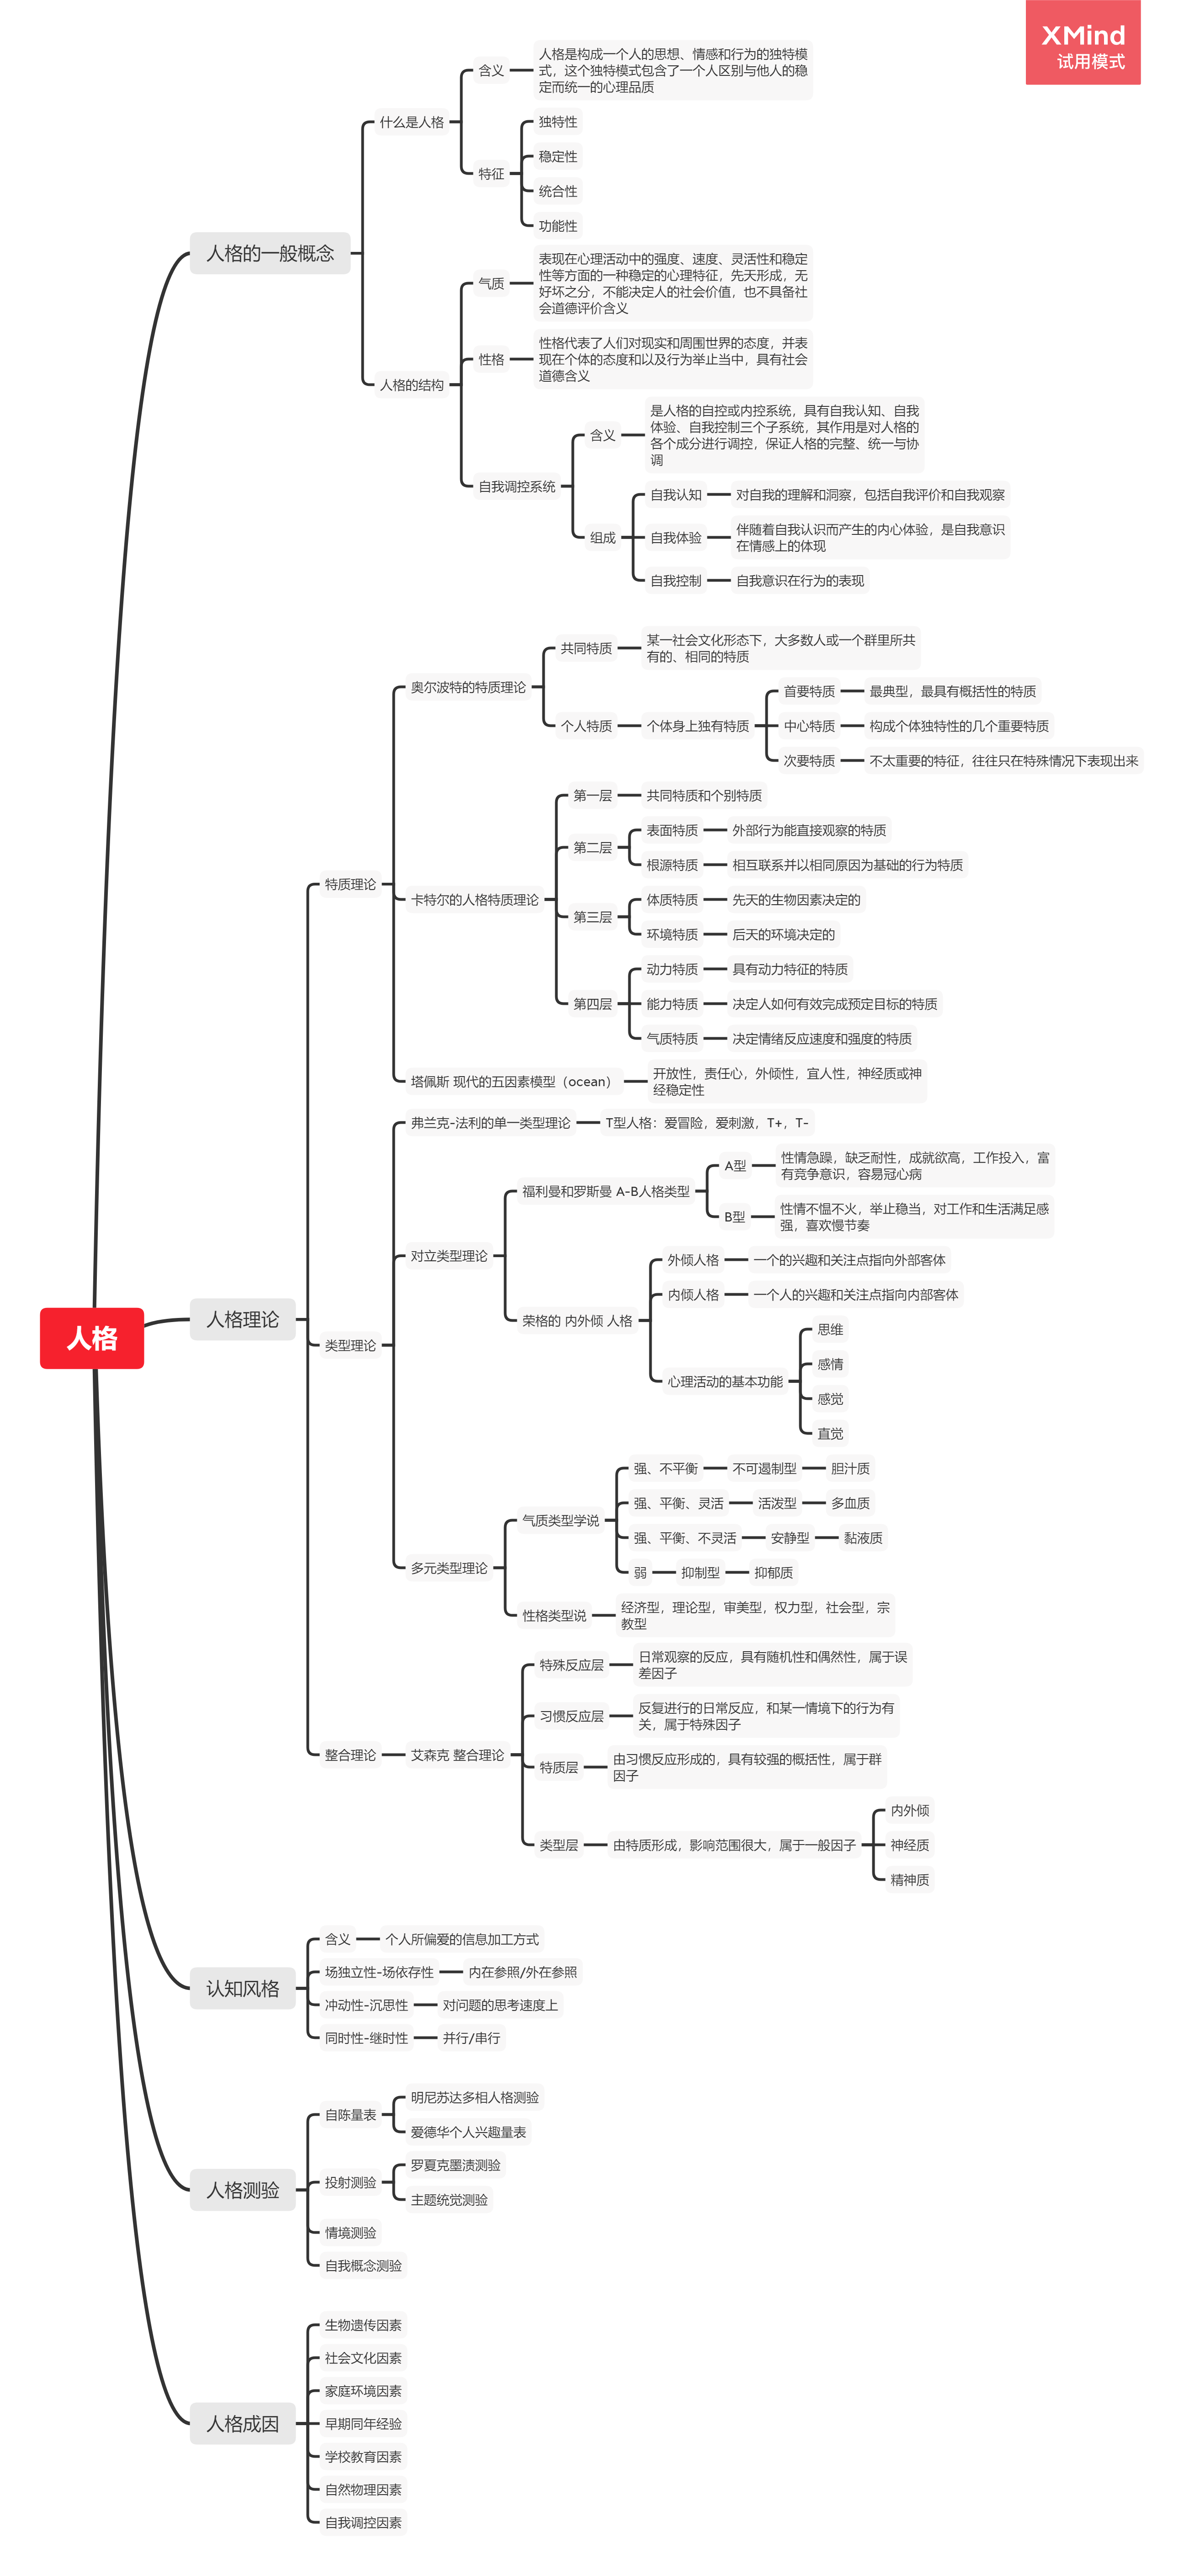 XMind
试用模式
人格
人格的一般概念
什么是人格
含义
人格是构成一个人的思想、情感和行为的独特模
式，这个独特模式包含了一个人区别与他人的稳
定而统一的心理品质
特征
独特性
稳定性
统合性
功能性
人格的结构
气质
表现在心理活动中的强度、速度、灵活性和稳定
性等方面的一种稳定的心理特征，先天形成，无
好坏之分，不能决定人的社会价值，也不具备社
会道德评价含义
性格
性格代表了人们对现实和周围世界的态度，并表
现在个体的态度和以及行为举止当中，具有社会
道德含义
自我调控系统
含义
是人格的自控或内控系统，具有自我认知、自我
体验、自我控制三个子系统，其作用是对人格的
各个成分进行调控，保证人格的完整、统一与协
调
组成
自我认知
对自我的理解和洞察，包括自我评价和自我观察
自我体验
伴随着自我认识而产生的内心体验，是自我意识
在情感上的体现
自我控制
自我意识在行为的表现
人格理论
特质理论
奥尔波特的特质理论
共同特质
某一社会文化形态下，大多数人或一个群里所共
有的、相同的特质
个人特质
个体身上独有特质
首要特质
最典型，最具有概括性的特质
中心特质
构成个体独特性的几个重要特质
次要特质
不太重要的特征，往往只在特殊情况下表现出来
卡特尔的人格特质理论
第一层
共同特质和个别特质
第二层
表面特质
外部行为能直接观察的特质
根源特质
相互联系并以相同原因为基础的行为特质
第三层
体质特质
先天的生物因素决定的
环境特质
后天的环境决定的
第四层
动力特质
具有动力特征的特质
能力特质
决定人如何有效完成预定目标的特质
气质特质
决定情绪反应速度和强度的特质
塔佩斯 现代的五因素模型（ocean）
开放性，责任心，外倾性，宜人性，神经质或神
经稳定性
类型理论
弗兰克-法利的单一类型理论
T型人格：爱冒险，爱刺激，T+，T-
对立类型理论
福利曼和罗斯曼 A-B人格类型
A型
性情急躁，缺乏耐性，成就欲高，工作投入，富
有竞争意识，容易冠心病
B型
性情不愠不火，举止稳当，对工作和生活满足感
强，喜欢慢节奏
荣格的 内外倾 人格
外倾人格
一个的兴趣和关注点指向外部客体
内倾人格
一个人的兴趣和关注点指向内部客体
心理活动的基本功能
思维
感情
感觉
直觉
多元类型理论
气质类型学说
强、不平衡
不可遏制型
胆汁质
强、平衡、灵活
活泼型
多血质
强、平衡、不灵活
安静型
黏液质
弱
抑制型
抑郁质
性格类型说
经济型，理论型，审美型，权力型，社会型，宗
教型
整合理论
艾森克 整合理论
特殊反应层
日常观察的反应，具有随机性和偶然性，属于误
差因子
习惯反应层
反复进行的日常反应，和某一情境下的行为有
关，属于特殊因子
特质层
由习惯反应形成的，具有较强的概括性，属于群
因子
类型层
由特质形成，影响范围很大，属于一般因子
内外倾
神经质
精神质
认知风格
含义
个人所偏爱的信息加工方式
场独立性-场依存性
内在参照/外在参照
冲动性-沉思性
对问题的思考速度上
同时性-继时性
并行/串行
人格测验
自陈量表
明尼苏达多相人格测验
爱德华个人兴趣量表
投射测验
罗夏克墨渍测验
主题统觉测验
情境测验
自我概念测验
人格成因
生物遗传因素
社会文化因素
家庭环境因素
早期同年经验
学校教育因素
自然物理因素
自我调控因素